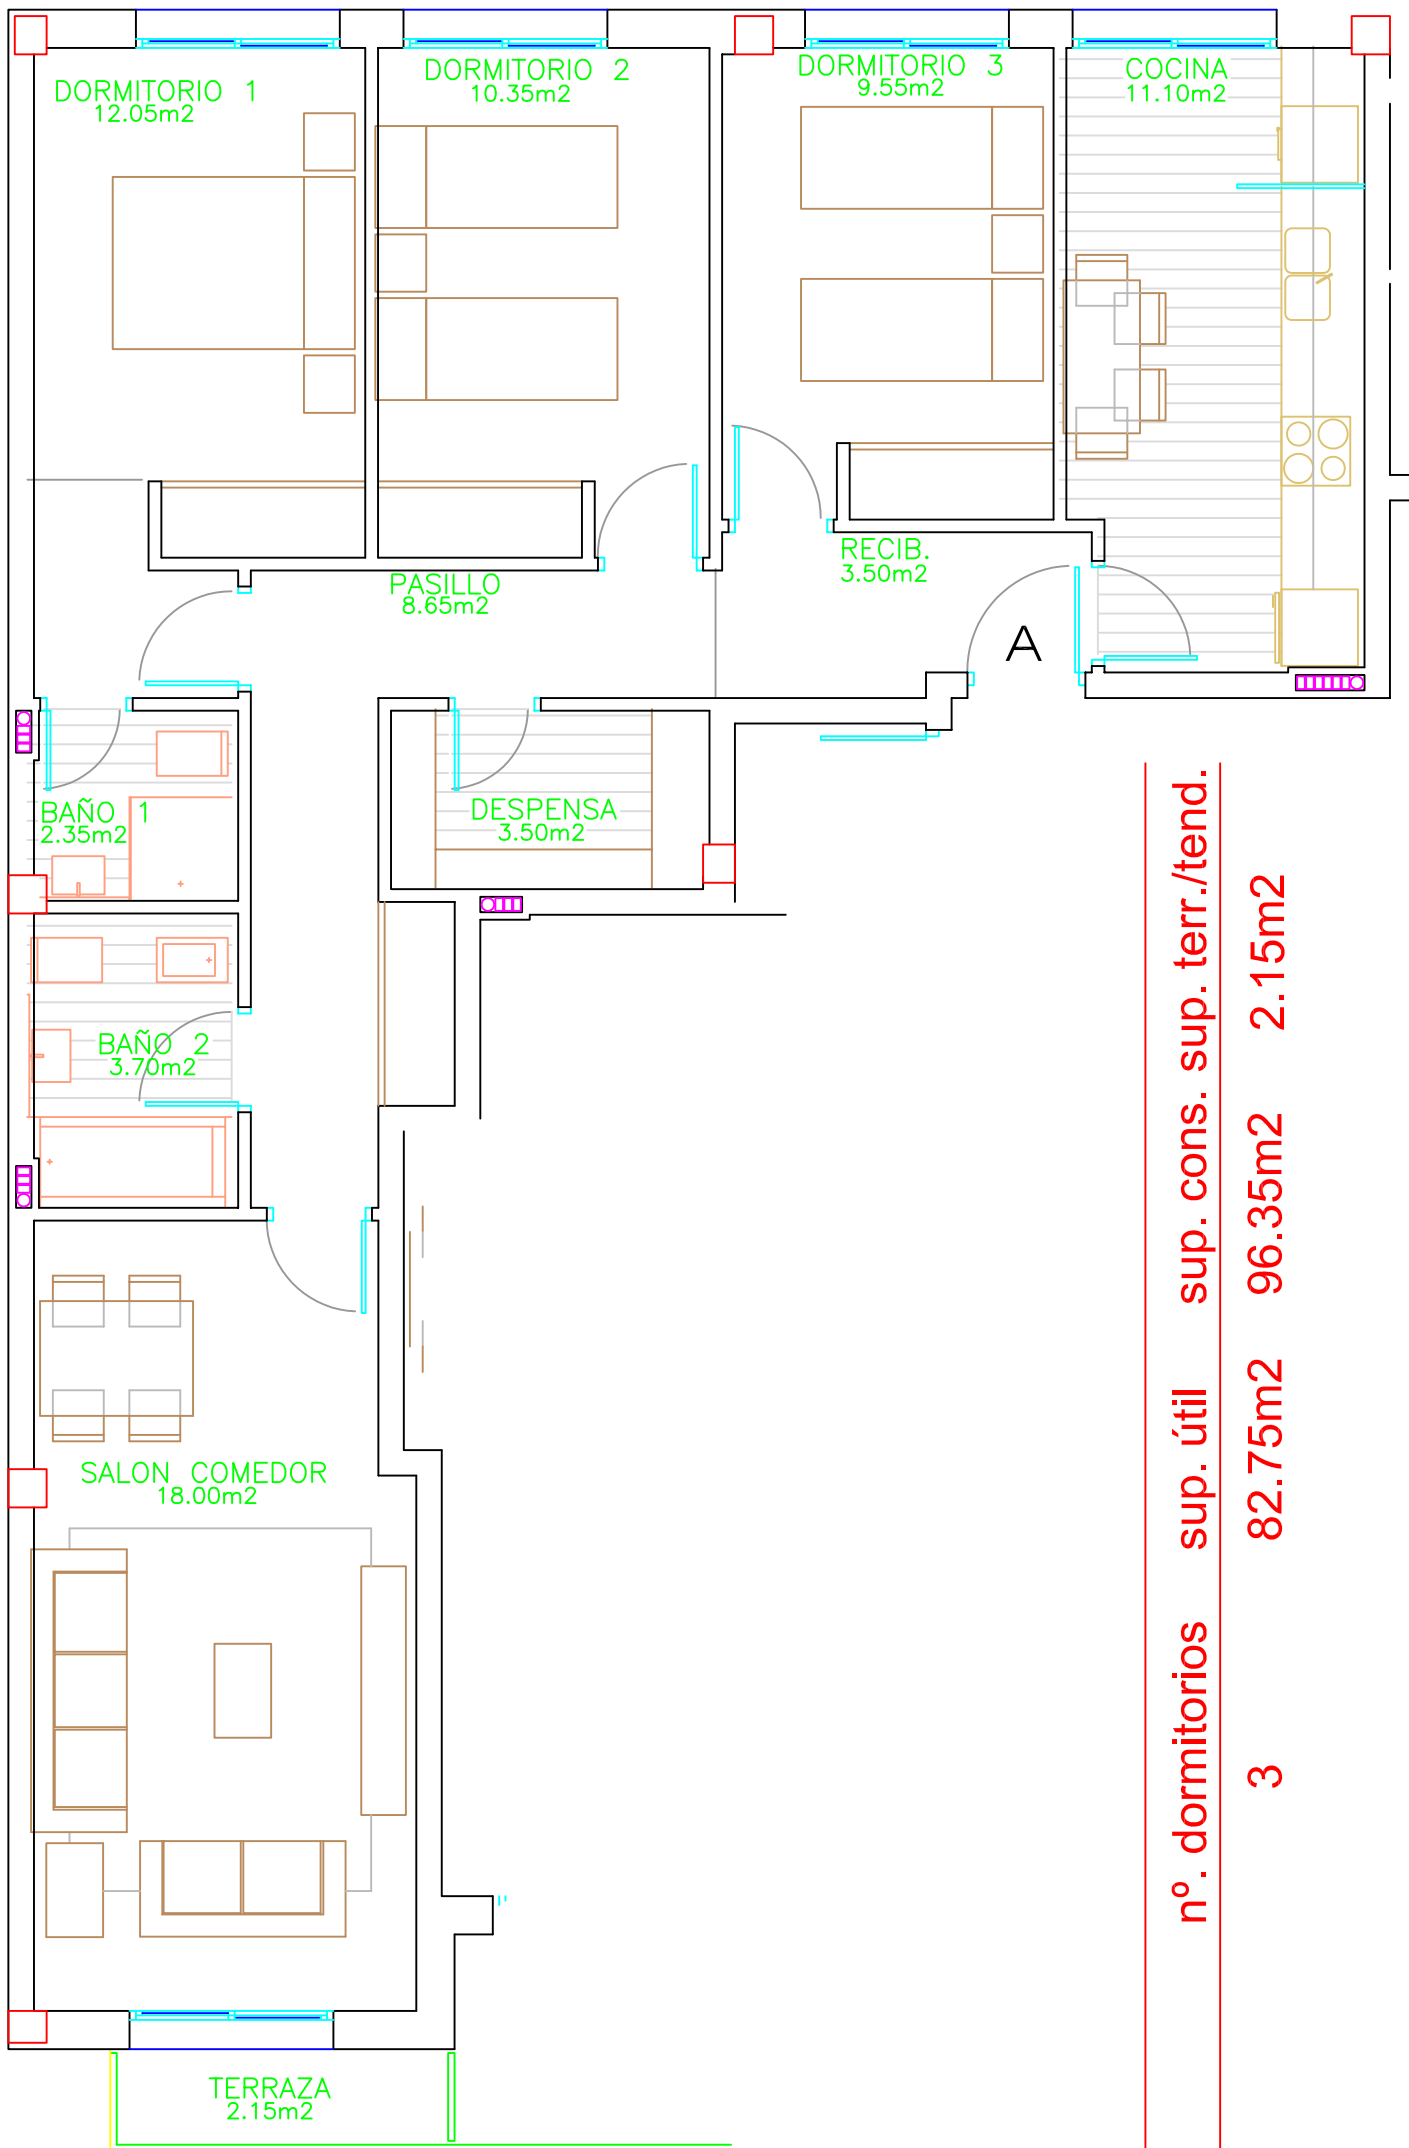 DORMITORIO 1
12.05m2
DORMITORIO 2
10.35m2
DORMITORIO 3
9.55m2
COCINA
11.10m2
RECIB.
3.50m2
PASILLO
8.65m2
A
BAÑO 1
2.35m2
DESPENSA
3.50m2
BAÑO 2
3.70m2
SALON COMEDOR
18.00m2
TERRAZA
2.15m2
nº. dormitorios sup. útil sup. cons. sup. terr./tend.
3 82.75m2 96.35m2 2.15m2